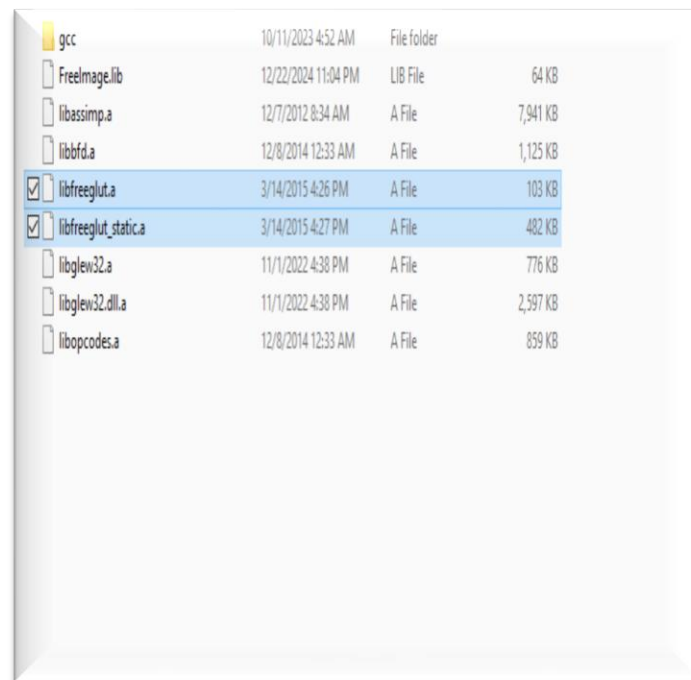 gcc 10/11/2023 4:52 AM File folder
FreeImage.lib 12/22/2024 11:04 PM LIB File 64 KB
libassimp.a 12/7/2012 8:34 AM A File 7,941 KB
libbfd.a 12/8/2014 12:33 AM A File 1,125 KB
libfreeglut.a 3/14/2015 4:26 PM A File 103 KB
libfreeglut_static.a 3/14/2015 4:27 PM A File 482 KB
libglew32.a 11/1/2022 4:38 PM A File 776 KB
libglew32.dll.a 11/1/2022 4:38 PM A File 2,597 KB
libopcodes.a 12/8/2014 12:33 AM A File 859 KB